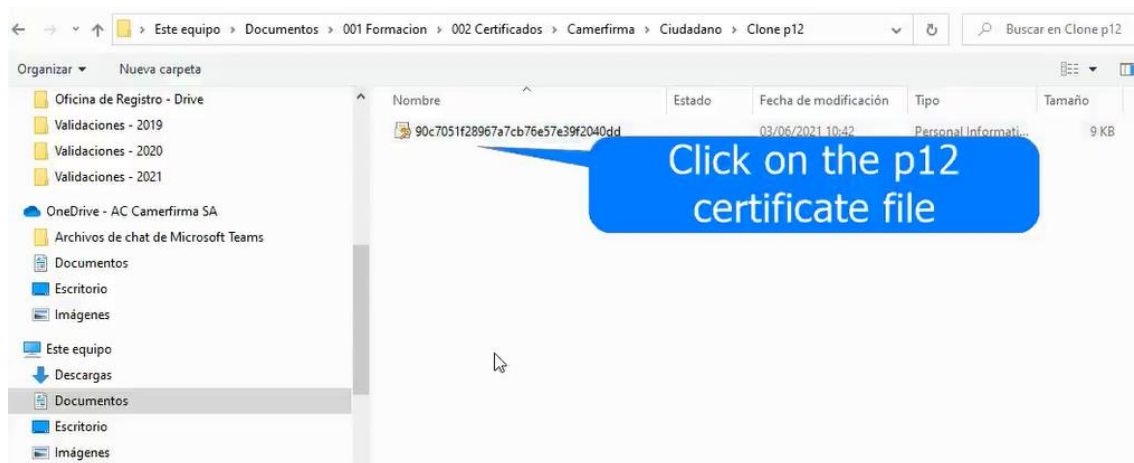 Este equipo > Documentos > 001 Formacion > 002 Certificados > Camerfirma > Ciudadano > Clone p12
Buscar en Clone p12
Organizar
Nueva carpeta
Oficina de Registro - Drive
Validaciones - 2019
Validaciones - 2020
Validaciones - 2021
OneDrive - AC Camerfirma SA
Archivos de chat de Microsoft Teams
Documentos
Escritorio
Imágenes
Este equipo
Descargas
Documentos
Escritorio
Imágenes
Nombre Estado Fecha de modificación Tipo Tamaño
90c7051f28967a7cb76e57e39f2040dd 03/06/2021 10:42 Personal Informati... 9 KB
Click on the p12
certificate file